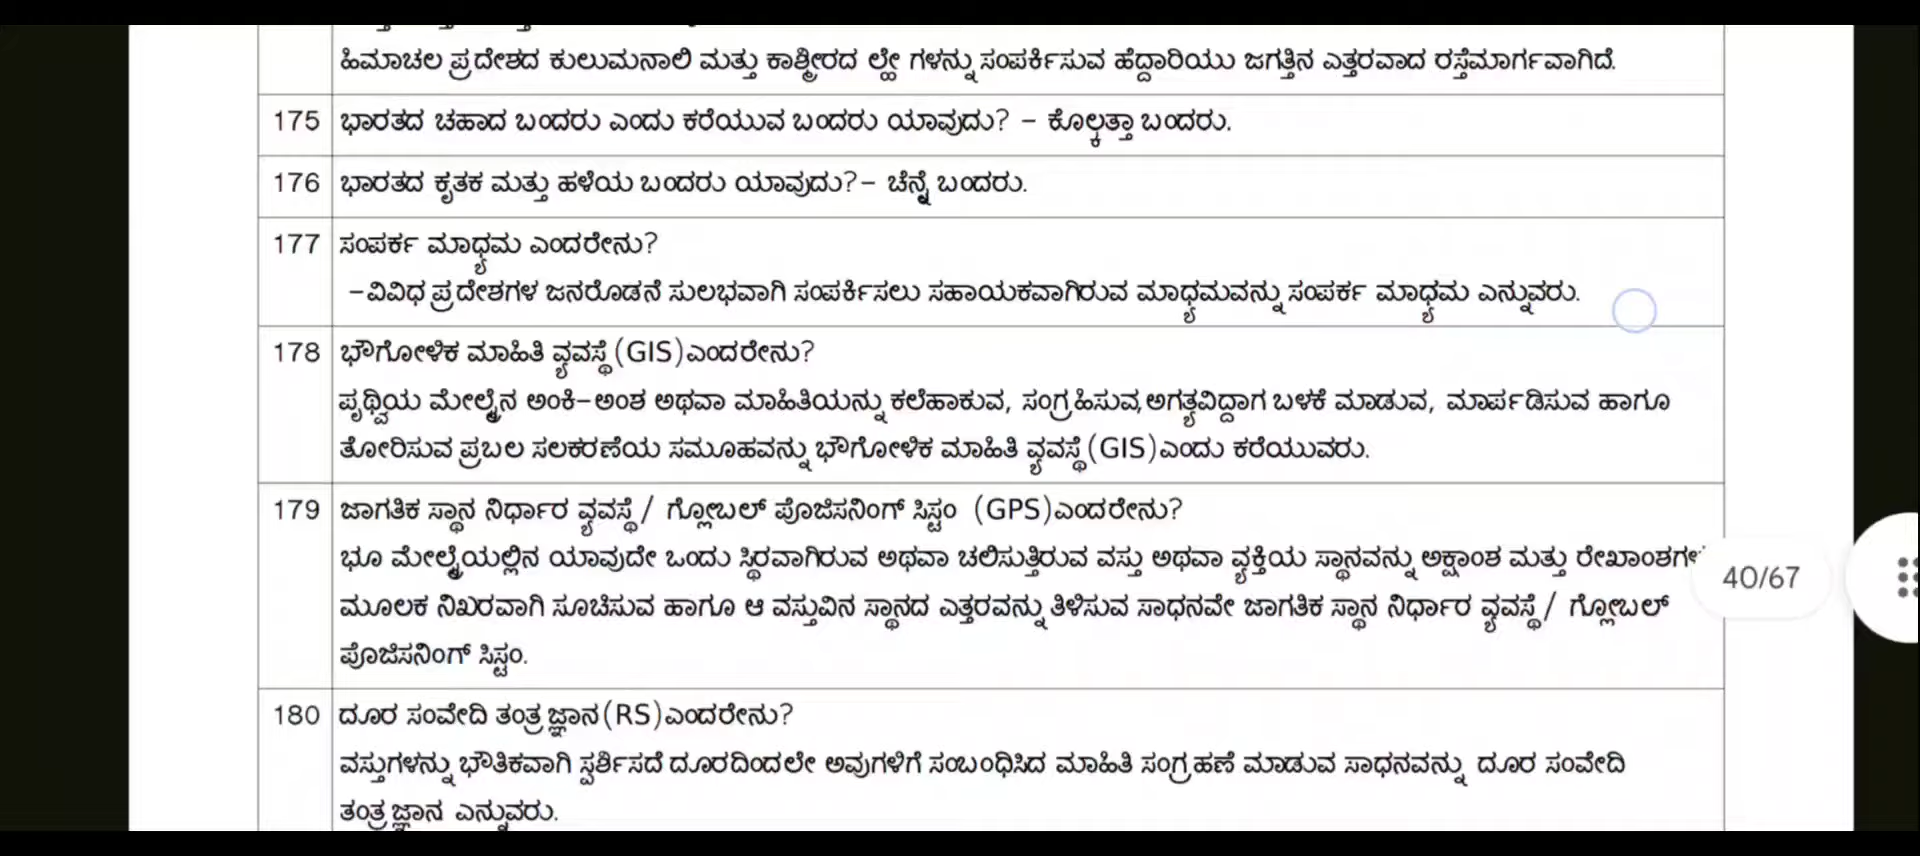 ಹಿಮಾಚಲ ಪ್ರದೇಶದ ಕುಲುಮನಾಲಿ ಮತ್ತು ಕಾಶ್ಮೀರದ ಲ್ಹೇ ಗಳನ್ನು ಸಂಪರ್ಕಿಸುವ ಹೆದ್ದಾರಿಯು ಜಗತ್ತಿನ ಎತ್ತರವಾದ ರಸ್ತೆಮಾರ್ಗವಾಗಿದೆ.
175 ಭಾರತದ ಚಹಾದ ಬಂದರು ಎಂದು ಕರೆಯುವ ಬಂದರು ಯಾವುದು? – ಕೊಲ್ಕತ್ತಾ ಬಂದರು.
176 ಭಾರತದ ಕೃತಕ ಮತ್ತು ಹಳೆಯ ಬಂದರು ಯಾವುದು?– ಚೆನ್ನೈ ಬಂದರು.
177 ಸಂಪರ್ಕ ಮಾಧ್ಯಮ ಎಂದರೇನು?
–ವಿವಿಧ ಪ್ರದೇಶಗಳ ಜನರೊಡನೆ ಸುಲಭವಾಗಿ ಸಂಪರ್ಕಿಸಲು ಸಹಾಯಕವಾಗಿರುವ ಮಾಧ್ಯಮವನ್ನು ಸಂಪರ್ಕ ಮಾಧ್ಯಮ ಎನ್ನುವರು.
178 ಭೌಗೋಳಿಕ ಮಾಹಿತಿ ವ್ಯವಸ್ಥೆ (GIS) ಎಂದರೇನು?
ಪೃಥ್ವಿಯ ಮೇಲ್ಮೈನ ಅಂಕಿ–ಅಂಶ ಅಥವಾ ಮಾಹಿತಿಯನ್ನು ಕಲೆಹಾಕುವ, ಸಂಗ್ರಹಿಸುವ,ಅಗತ್ಯವಿದ್ದಾಗ ಬಳಕೆ ಮಾಡುವ, ಮಾರ್ಪಡಿಸುವ ಹಾಗೂ
ತೋರಿಸುವ ಪ್ರಬಲ ಸಲಕರಣೆಯ ಸಮೂಹವನ್ನು ಭೌಗೋಳಿಕ ಮಾಹಿತಿ ವ್ಯವಸ್ಥೆ (GIS) ಎಂದು ಕರೆಯುವರು.
179 ಜಾಗತಿಕ ಸ್ಥಾನ ನಿರ್ಧಾರ ವ್ಯವಸ್ಥೆ / ಗ್ಲೋಬಲ್ ಪೊಜಿಸನಿಂಗ್ ಸಿಸ್ಟಂ (GPS) ಎಂದರೇನು?
ಭೂ ಮೇಲ್ಮೈಯಲ್ಲಿನ ಯಾವುದೇ ಒಂದು ಸ್ಥಿರವಾಗಿರುವ ಅಥವಾ ಚಲಿಸುತ್ತಿರುವ ವಸ್ತು ಅಥವಾ ವ್ಯಕ್ತಿಯ ಸ್ಥಾನವನ್ನು ಅಕ್ಷಾಂಶ ಮತ್ತು
ಮೂಲಕ ನಿಖರವಾಗಿ ಸೂಚಿಸುವ ಹಾಗೂ ಆ ವಸ್ತುವಿನ ಸ್ಥಾನದ ಎತ್ತರವನ್ನು ತಿಳಿಸುವ ಸಾಧನವೇ ಜಾಗತಿಕ ಸ್ಥಾನ ನಿರ್ಧಾರ ವ್ಯವಸ್ಥೆ / ಗ್ಲೋಬಲ್
ಪೊಜಿಸನಿಂಗ್ ಸಿಸ್ಟಂ.
40/67
180 ದೂರ ಸಂವೇದಿ ತಂತ್ರಜ್ಞಾನ (RS) ಎಂದರೇನು?
ವಸ್ತುಗಳನ್ನು ಭೌತಿಕವಾಗಿ ಸ್ಪರ್ಶಿಸದೆ ದೂರದಿಂದಲೇ ಅವುಗಳಿಗೆ ಸಂಬಂಧಿಸಿದ ಮಾಹಿತಿ ಸಂಗ್ರಹಣೆ ಮಾಡುವ ಸಾಧನವನ್ನು ದೂರ ಸಂವೇದಿ
ತಂತ್ರಜ್ಞಾನ ಎನ್ನುವರು.